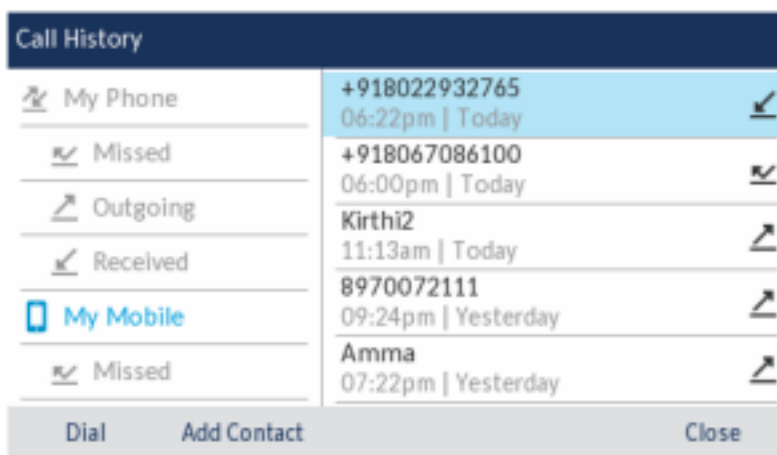 Call History
My Phone
Missed
Outgoing
Received
My Mobile
Missed
+918022932765
06:22pm | Today
+918067086100
06:00pm | Today
Kirthi2
11:13am | Today
8970072111
09:24pm | Yesterday
Amma
07:22pm | Yesterday
Dial Add Contact Close